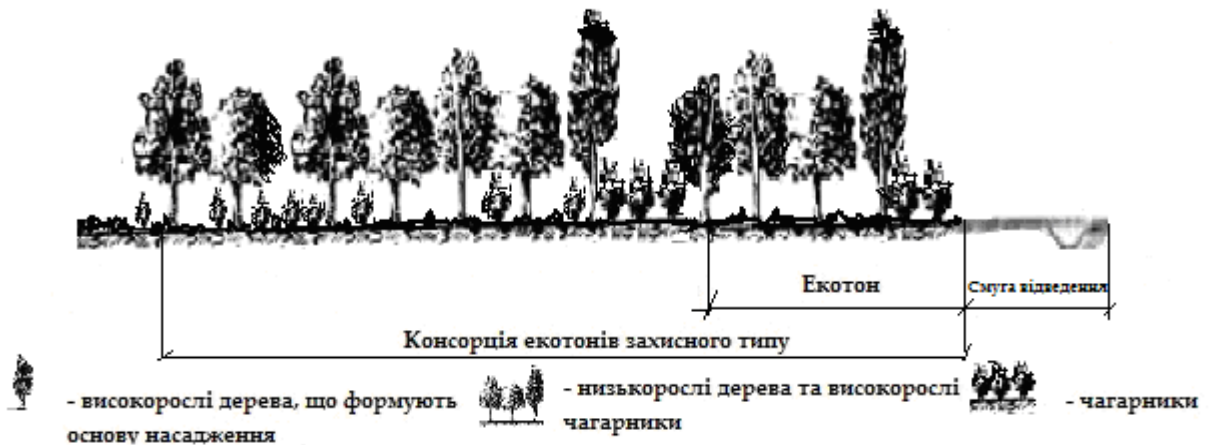 Екотон
Смуга відведення
Консорція екотонів захисного типу
- високорослі дерева, що формують
основу насадження
- низькорослі дерева та високорослі
чагарники
- чагарники